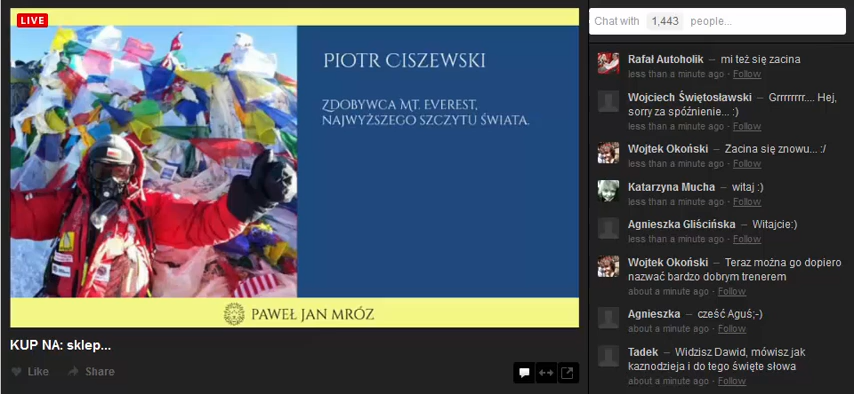 LIVE
PIOTR CISZEWSKI
ZDOBYWCA MT. EVEREST,
NAJWYŻSZEGO SZCZYTU ŚWIATA.
PAWEŁ JAN MRÓZ
KUP NA: sklep...
Like Share
Chat with 1,443 people...
Rafał Autoholik – mi też się zacina
less than a minute ago · Follow
Wojciech Świętosławski – Grrrrrrrr.... Hej,
sorry za spóźnienie... :)
less than a minute ago · Follow
Wojtek Okoński – Zacina się znowu... :/
less than a minute ago · Follow
Katarzyna Mucha – witaj :)
less than a minute ago · Follow
Agnieszka Gliścińska – Witajcie:)
less than a minute ago · Follow
Wojtek Okoński – Teraz można go dopiero
nazwać bardzo dobrym trenerem
about a minute ago · Follow
Agnieszka – cześć Aguś;-)
about a minute ago · Follow
Tadek – Widzisz Dawid, mówisz jak
kaznodzieja i do tego święte słowa
about a minute ago · Follow